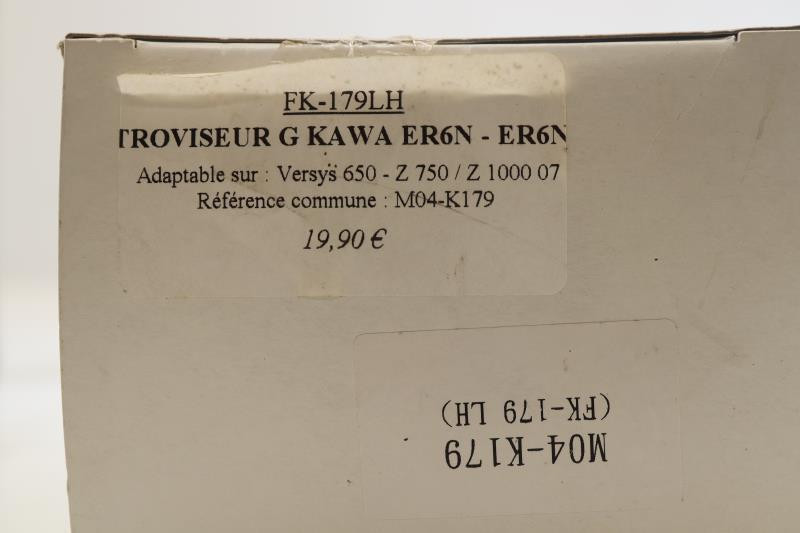 FK-179LH
TROVISEUR G KAWA ER6N - ER6N
Adaptable sur : Versys 650 - Z 750 / Z 1000 07
Référence commune : M04-K179
19,90 €
M04-K179
(FK-179 LH)